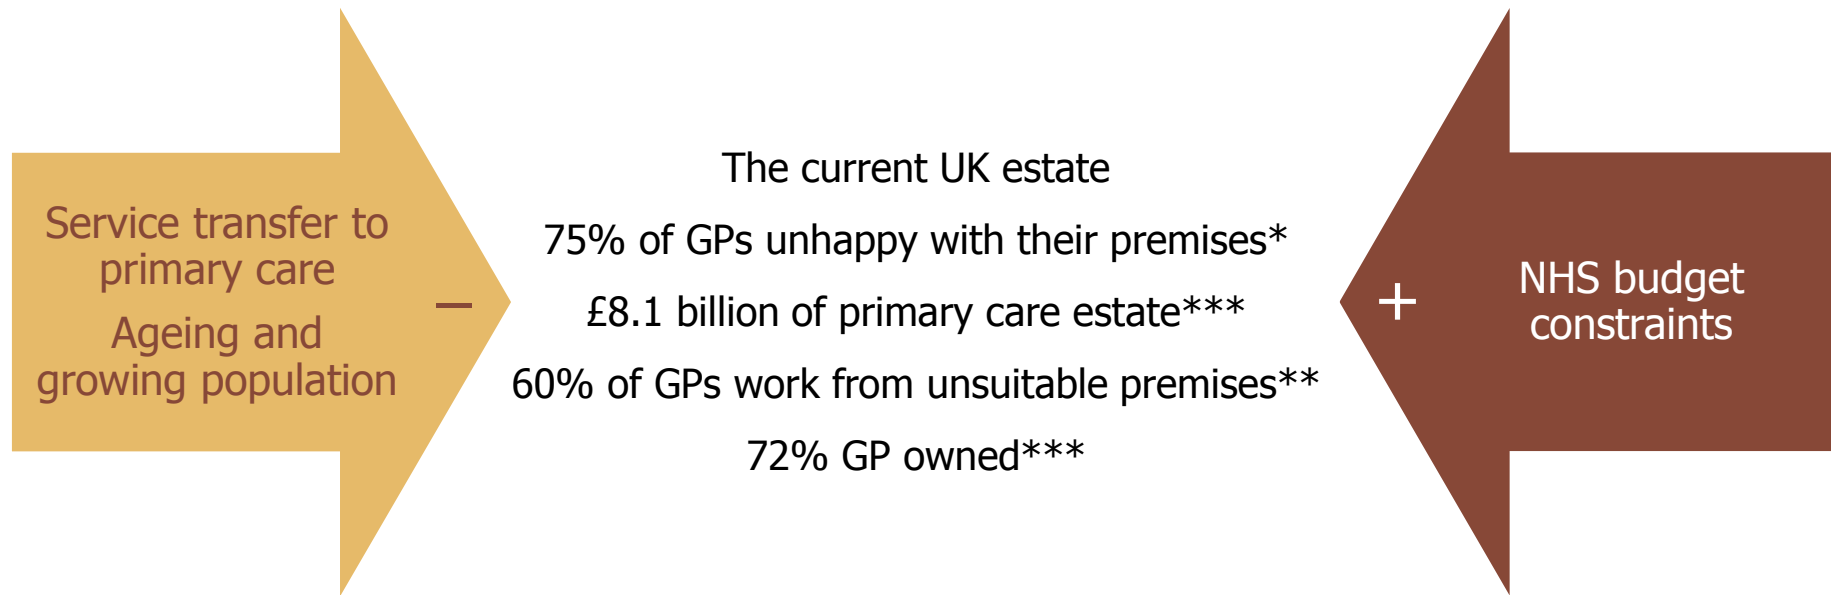 Service transfer to
primary care
Ageing and
growing population
–
The current UK estate
75% of GPs unhappy with their premises*
£8.1 billion of primary care estate***
60% of GPs work from unsuitable premises**
72% GP owned***
+
NHS budget
constraints